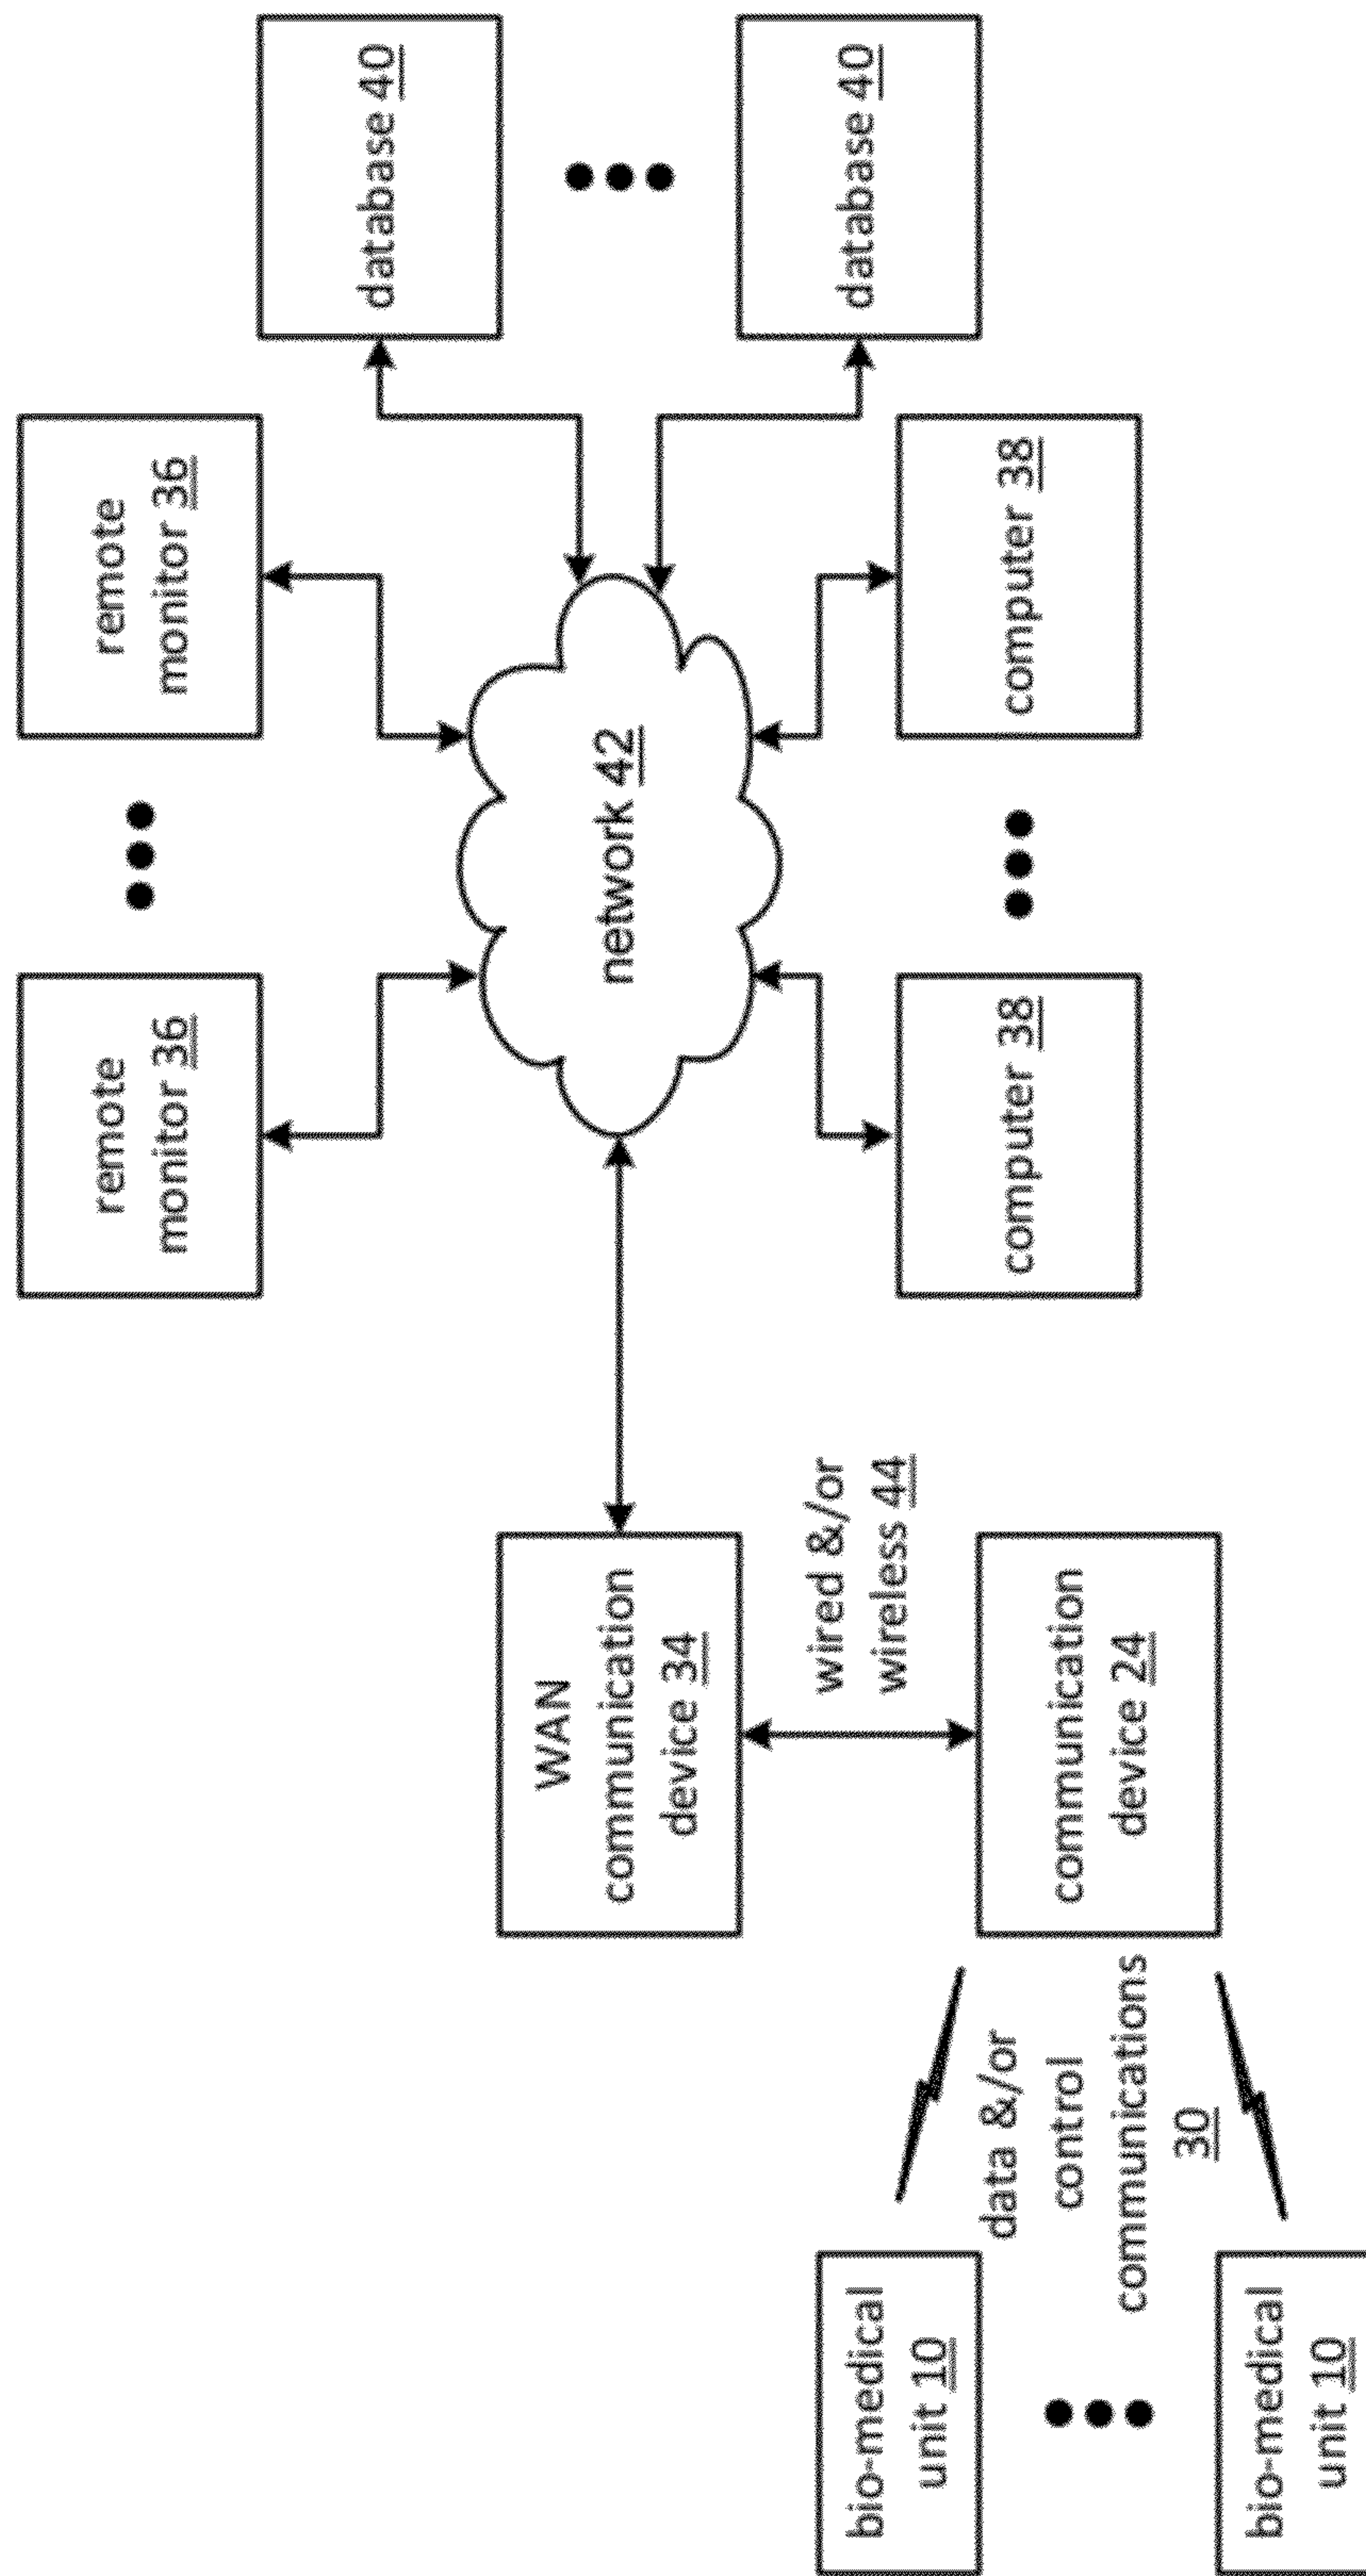 remote
monitor 36
remote
monitor 36
database 40
database 40
network 42
computer 38
computer 38
WAN
communication
device 34
wired &/or
wireless 44
communication
device 24
data &/or
control
communications
30
bio-medical
unit 10
bio-medical
unit 10